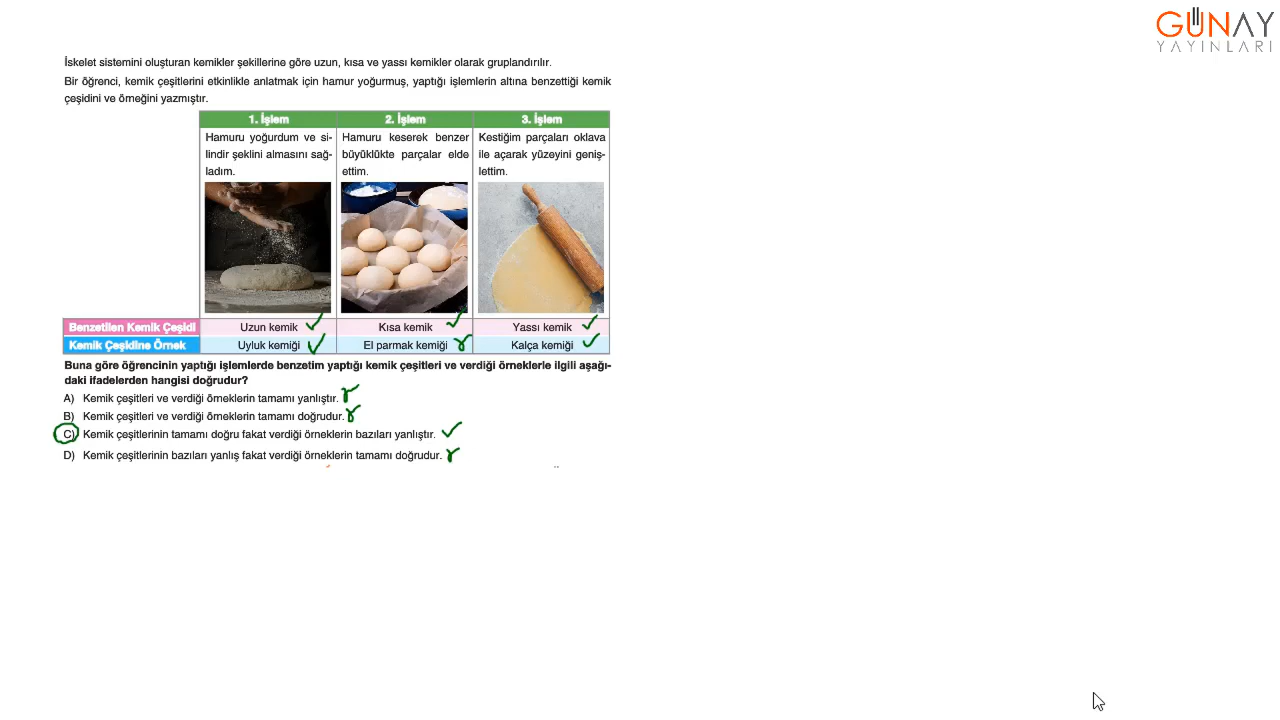 GÜNAY
YAYINLARI
İskelet sistemini oluşturan kemikler şekillerine göre uzun, kısa ve yassı kemikler olarak gruplandırılır.
Bir öğrenci, kemik çeşitlerini etkinlikle anlatmak için hamur yoğurmuş, yaptığı işlemlerin altına benzettiği kemik
çeşidini ve örneğini yazmıştır.
1. İşlem 2. İşlem 3. İşlem
Hamuru yoğurdum ve si- Hamuru keserek benzer Kestiğim parçaları oklava
lindir şeklini almasını sağ- büyüklükte parçalar elde ile açarak yüzeyini geniş-
ladım. ettim. lettim.
Benzetilen Kemik Çeşidi Uzun kemik Kısa kemik Yassı kemik
Kemik Çeşidine Örnek Uyluk kemiği El parmak kemiği Kalça kemiği
Buna göre öğrencinin yaptığı işlemlerde benzetim yaptığı kemik çeşitleri ve verdiği örneklerle ilgili aşağı-
daki ifadelerden hangisi doğrudur?
A) Kemik çeşitleri ve verdiği örneklerin tamamı yanlıştır.
B) Kemik çeşitleri ve verdiği örneklerin tamamı doğrudur.
C) Kemik çeşitlerinin tamamı doğru fakat verdiği örneklerin bazıları yanlıştır.
D) Kemik çeşitlerinin bazıları yanlış fakat verdiği örneklerin tamamı doğrudur.